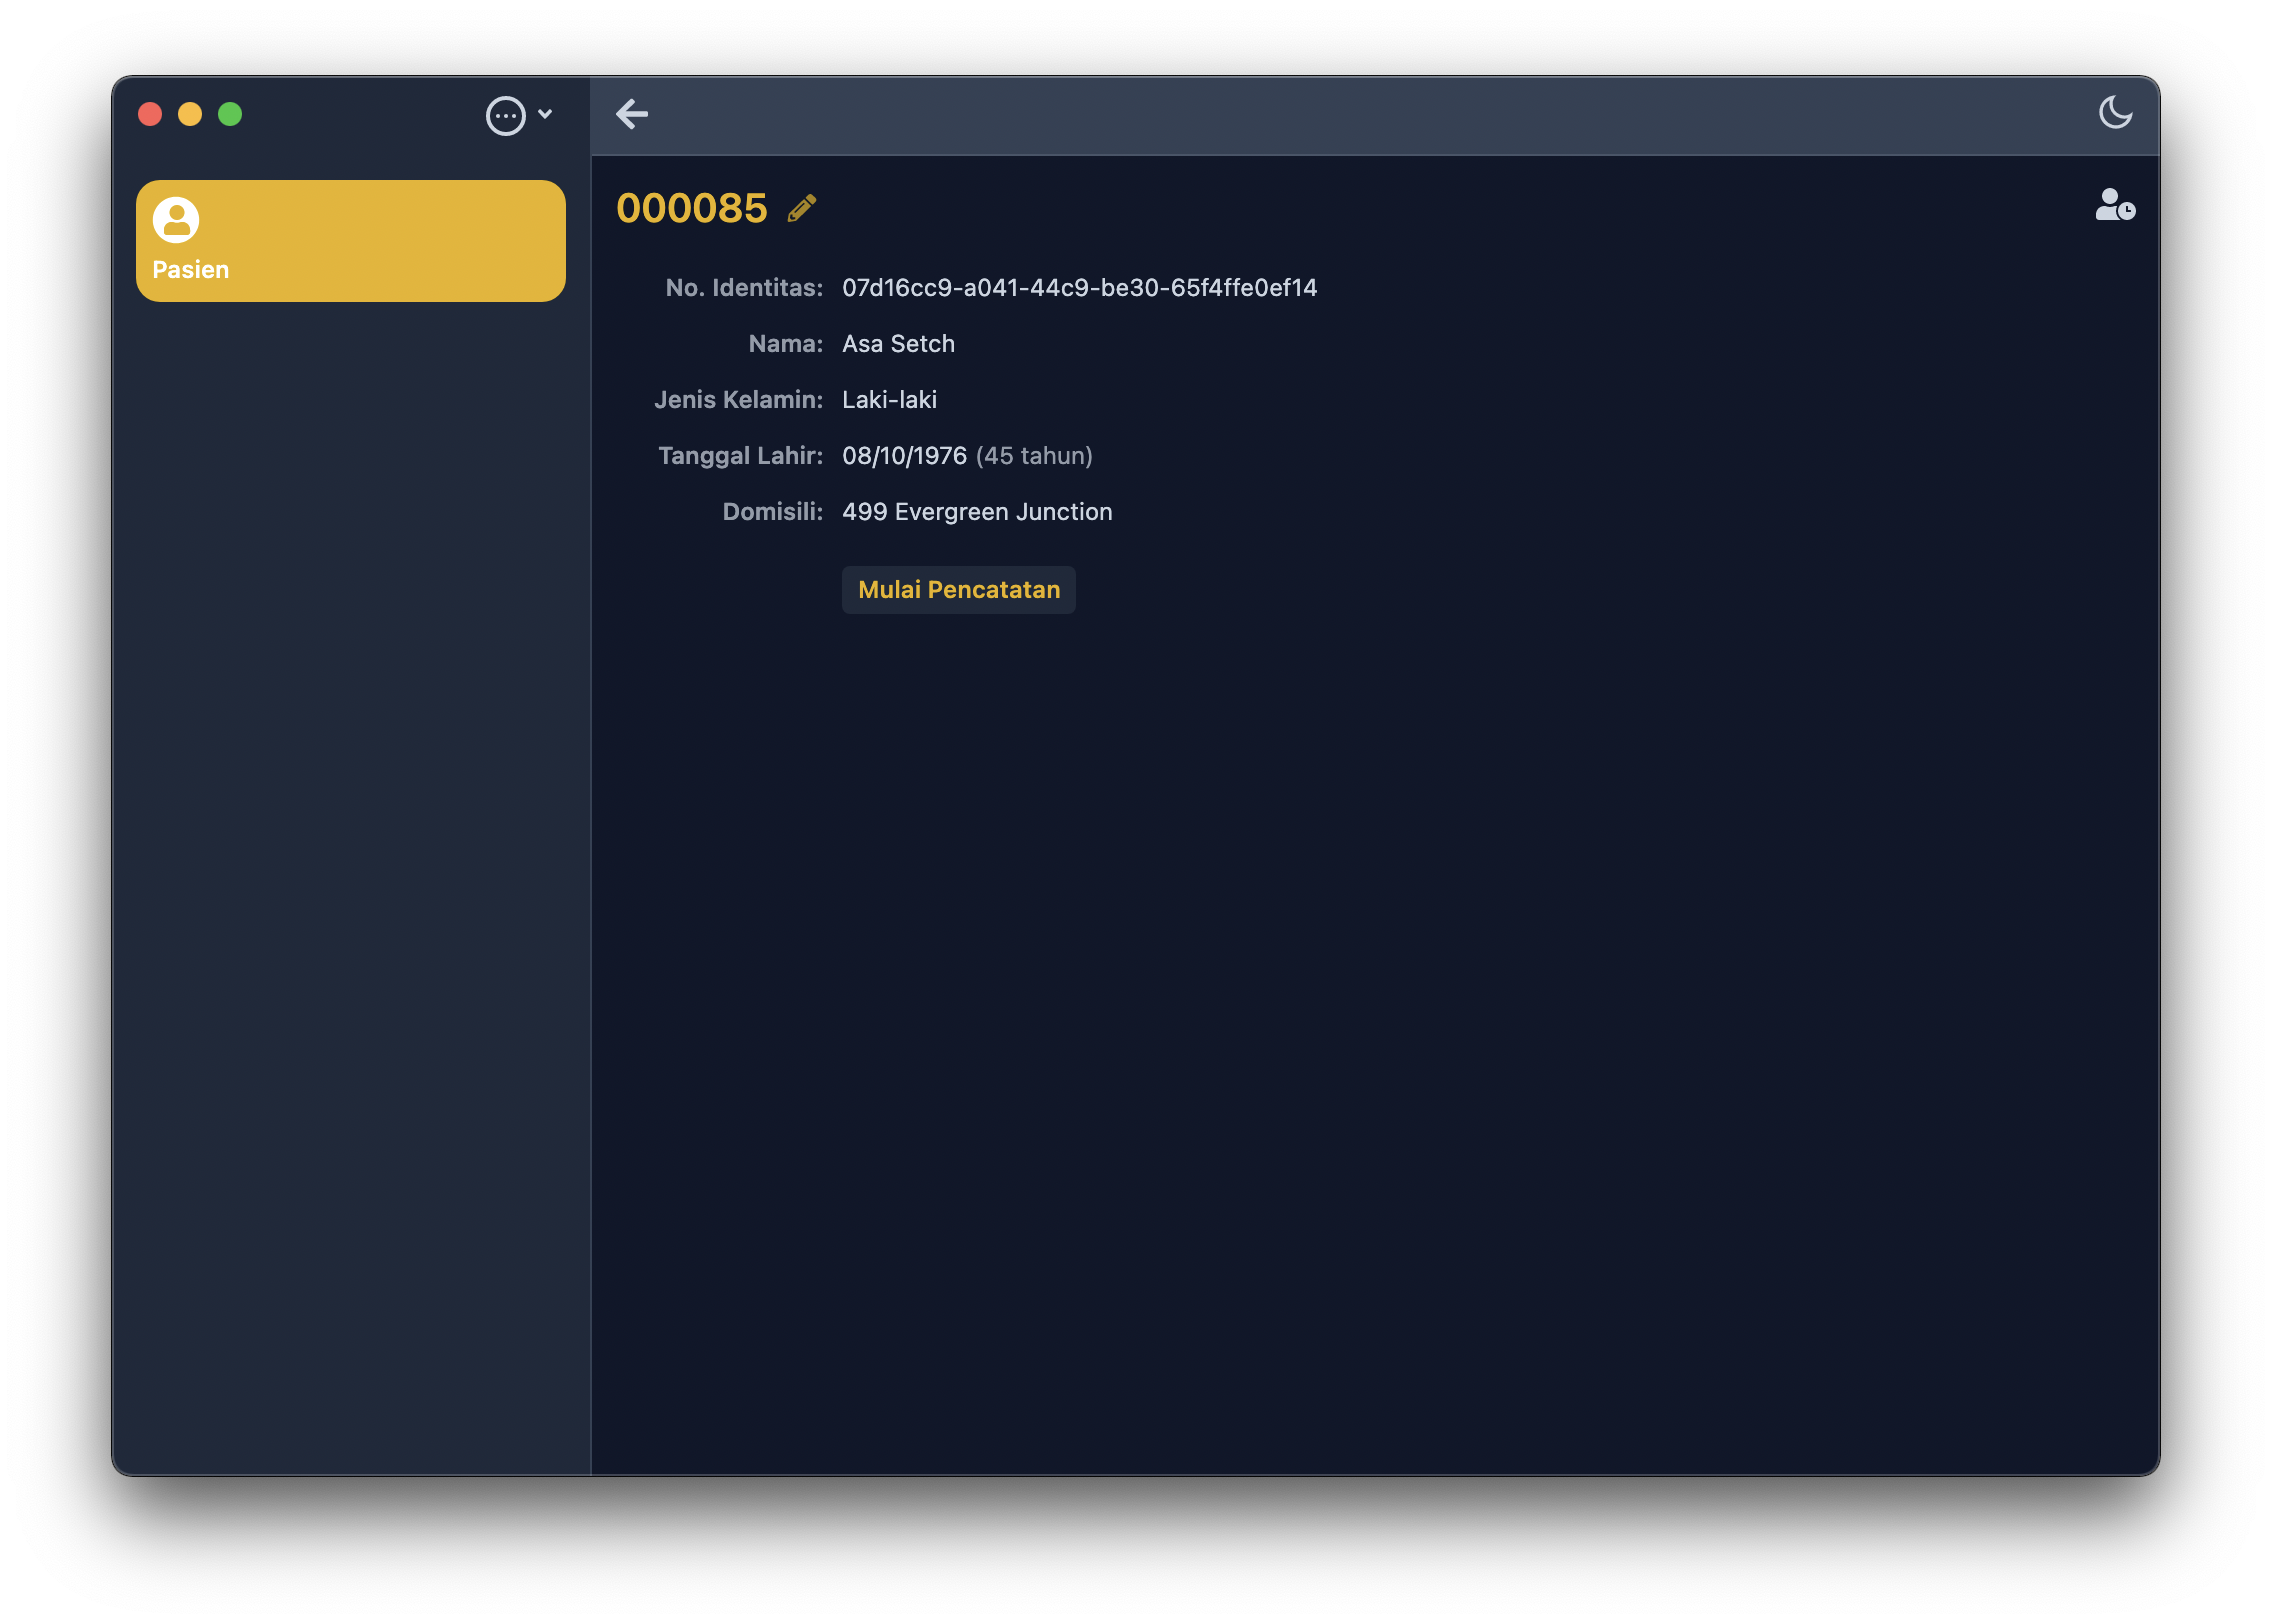 Pasien
000085
No. Identitas: 07d16cc9-a041-44c9-be30-65f4ffe0ef14
Nama: Asa Setch
Jenis Kelamin: Laki-laki
Tanggal Lahir: 08/10/1976 (45 tahun)
Domisili: 499 Evergreen Junction
Mulai Pencatatan